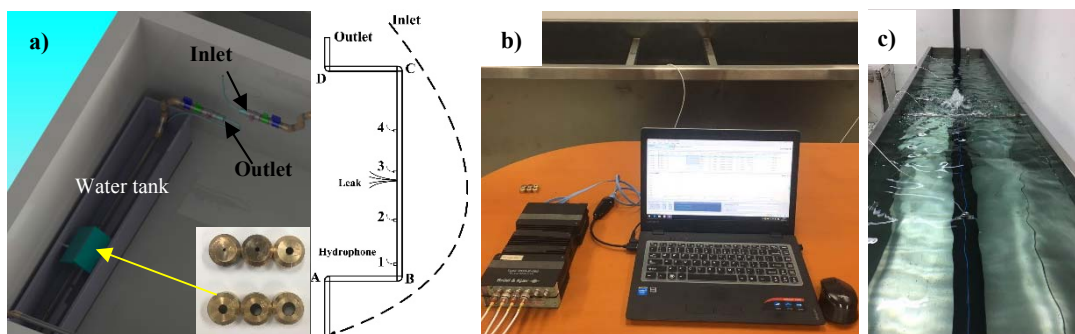 a)
Inlet
Outlet
Water tank
Inlet
Outlet
D
C
4
3
Leak
2
Hydrophone
1
A
B
b)
c)